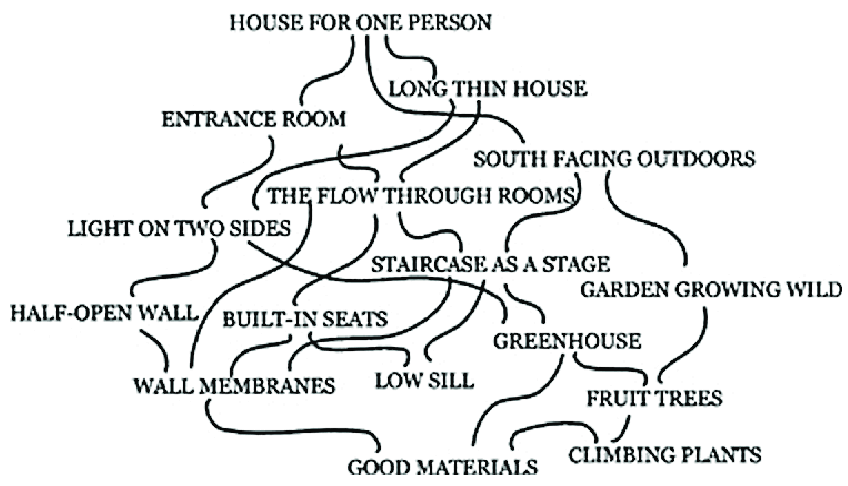 HOUSE FOR ONE PERSON
LONG THIN HOUSE
ENTRANCE ROOM
SOUTH FACING OUTDOORS
THE FLOW THROUGH ROOMS
LIGHT ON TWO SIDES
STAIRCASE AS A STAGE
GARDEN GROWING WILD
HALF-OPEN WALL
BUILT-IN SEATS
GREENHOUSE
WALL MEMBRANES
LOW SILL
FRUIT TREES
CLIMBING PLANTS
GOOD MATERIALS